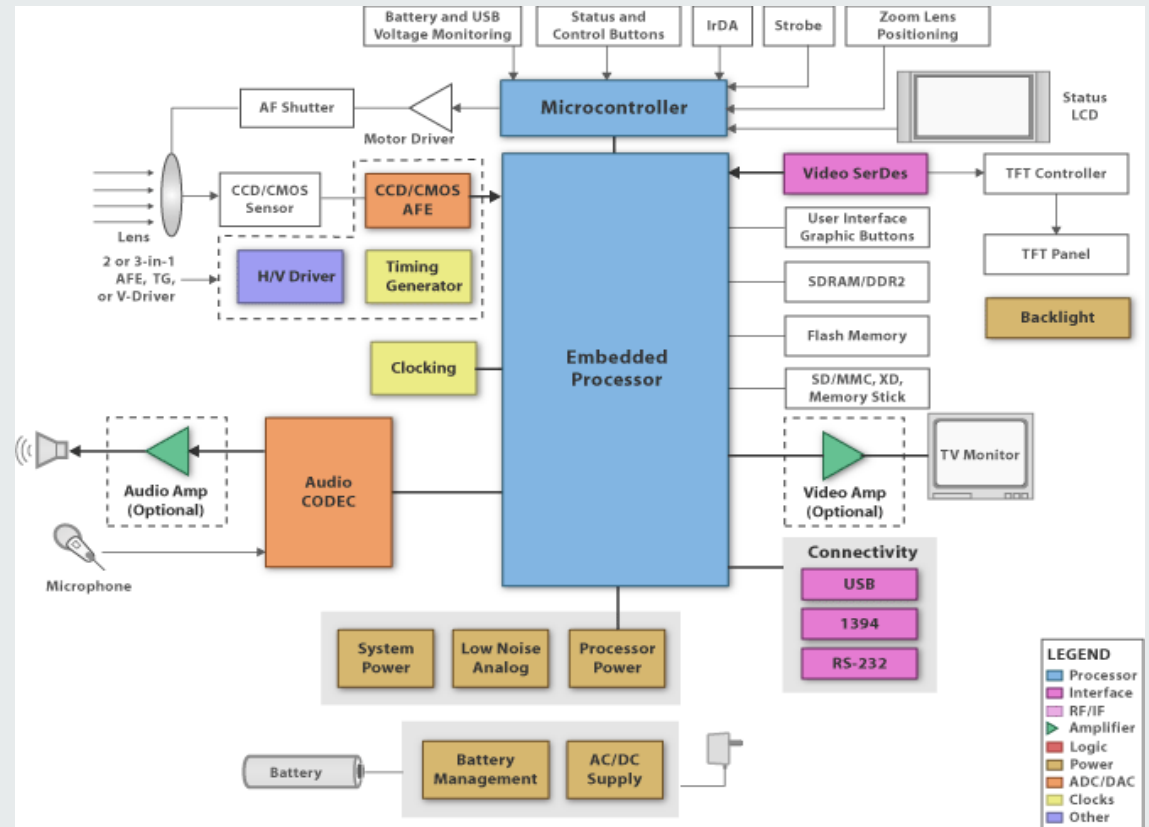 Battery and USB
Voltage Monitoring
Status and
Control Buttons
IrDA
Strobe
Zoom Lens
Positioning
Microcontroller
Status
LCD
AF Shutter
Motor Driver
CCD/CMOS
Sensor
CCD/CMOS
AFE
Video SerDes
TFT Controller
Lens
2 or 3-in-1
AFE, TG,
or V-Driver
H/V Driver
Timing
Generator
User Interface
Graphic Buttons
TFT Panel
SDRAM/DDR2
Backlight
Flash Memory
Embedded
Processor
Clocking
SD/MMC, XD,
Memory Stick
Audio Amp
(Optional)
Audio
CODEC
Video Amp
(Optional)
TV Monitor
Microphone
Connectivity
USB
1394
RS-232
System
Power
Low Noise
Analog
Processor
Power
Battery
Battery
Management
AC/DC
Supply
LEGEND
Processor
Interface
RF/IF
Amplifier
Logic
Power
ADC/DAC
Clocks
Other